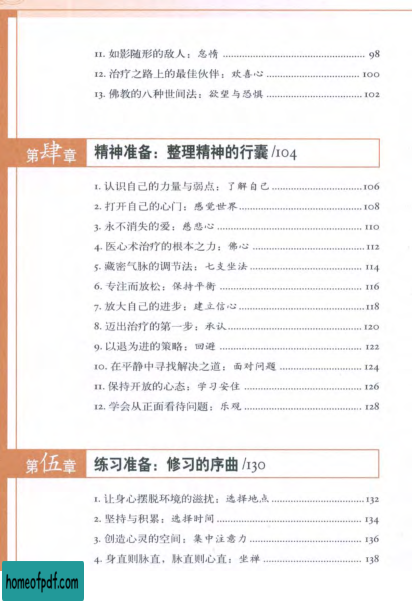 11. 如影随形的敌人：怠惰 ........ 98
12. 治疗之路上的最佳伙伴：欢喜心 ........ 100
13. 佛教的八种世间法：欲望与恐惧 ........ 102
第肆章 精神准备：整理精神的行囊 /104
1. 认识自己的力量与弱点：了解自己 ........ 106
2. 打开自己的心门：感觉世界 ........ 108
3. 永不消失的爱：慈悲心 ........ 110
4. 医心术治疗的根本之力：佛心 ........ 112
5. 藏密气脉的调节法：七支坐法 ........ 114
6. 专注而放松：保持平衡 ........ 116
7. 放大自己的进步：建立信心 ........ 118
8. 迈出治疗的第一步：承认 ........ 120
9. 以退为进的策略：回避 ........ 122
10. 在平静中寻找解决之道：面对问题 ........ 124
11. 保持开放的心态：学习安住 ........ 126
12. 学会从正面看待问题：乐观 ........ 128
第伍章 练习准备：修习的序曲 /130
1. 让身心摆脱环境的滋扰：选择地点 ........ 132
2. 坚持与积累：选择时间 ........ 134
3. 创造心灵的空间：集中注意力 ........ 136
4. 身直则脉直，脉直则心直：坐禅 ........ 138
homeofpdf.com